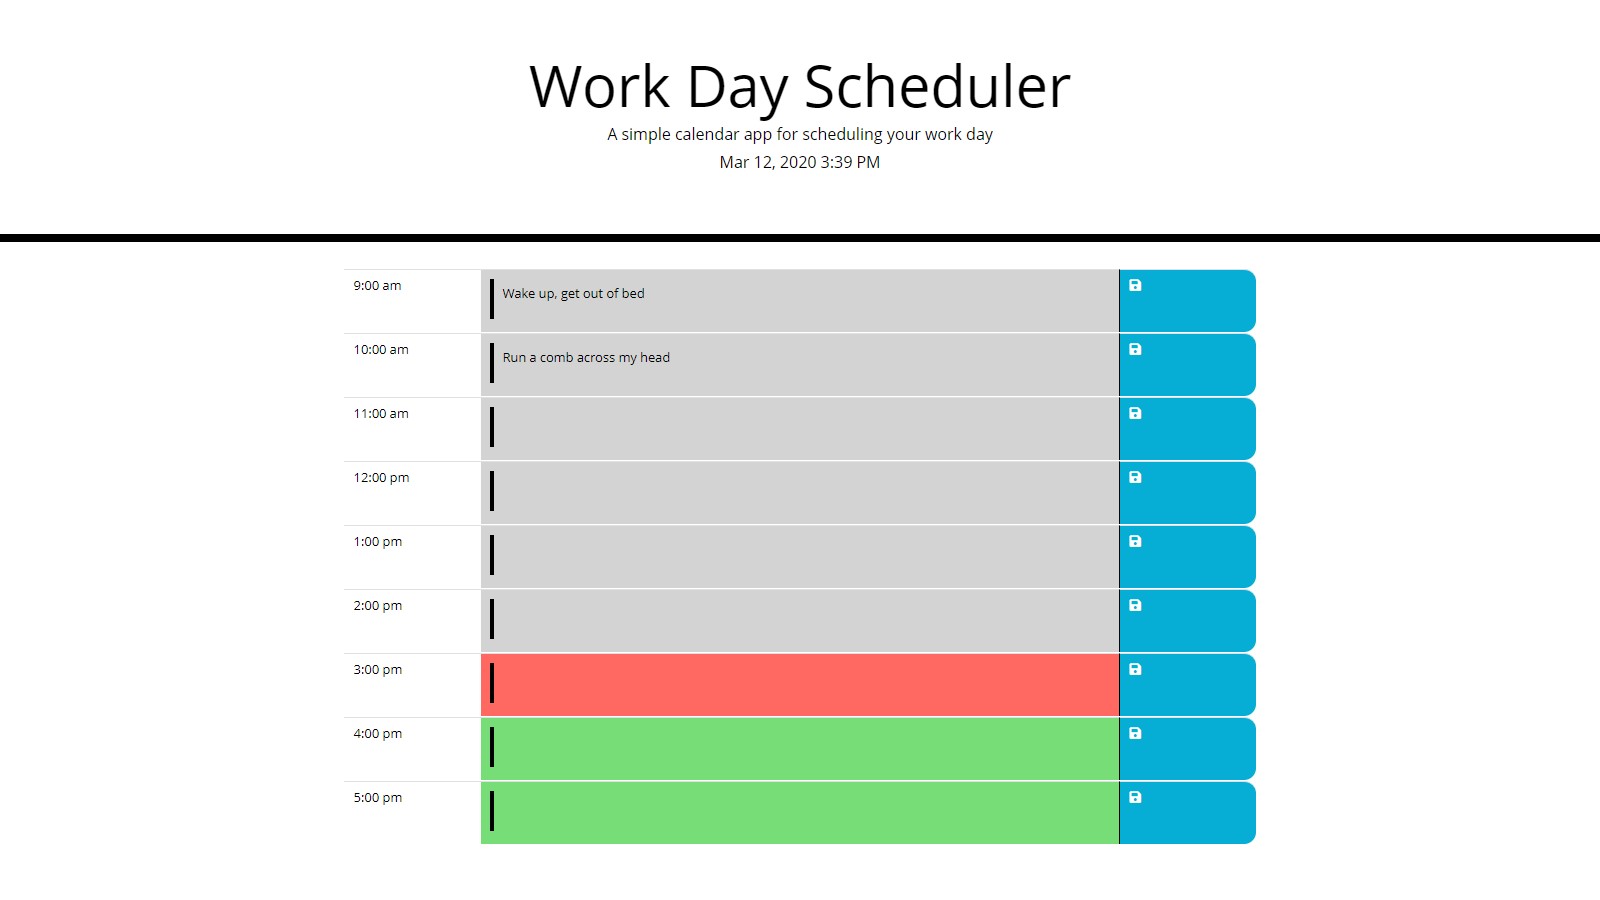 Work Day Scheduler
A simple calendar app for scheduling your work day
Mar 12, 2020 3:39 PM
9:00 am
Wake up, get out of bed
10:00 am
Run a comb across my head
11:00 am
12:00 pm
1:00 pm
2:00 pm
3:00 pm
4:00 pm
5:00 pm